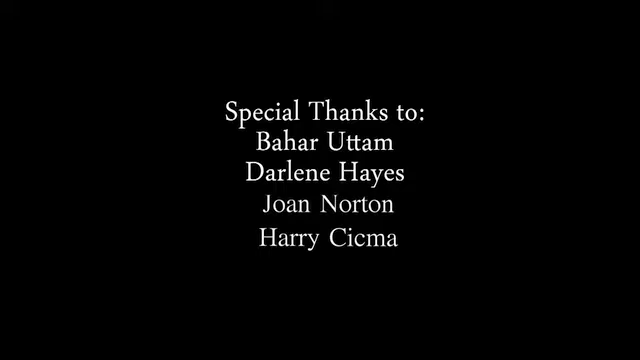 Special Thanks to:
Bahar Uttam
Darlene Hayes
Joan Norton
Harry Cicma